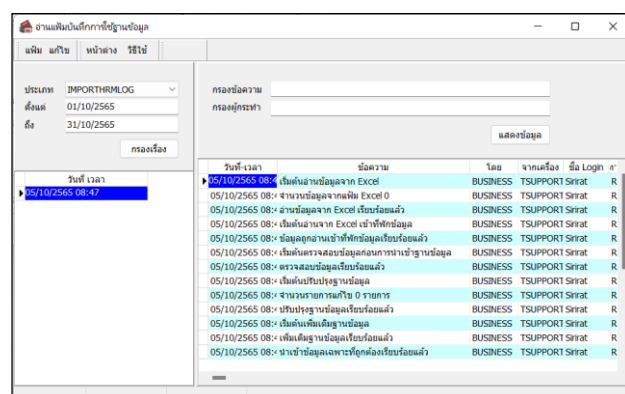 อ่านแฟ้มบันทึกการใช้ฐานข้อมูล
แฟ้ม แก้ไข หน้าต่าง วิธีใช้
ประเภท IMPORTHRMLOG
ตั้งแต่ 01/10/2565
ถึง 31/10/2565
กรองเรื่อง
กรองข้อความ
กรองผู้กระทำ
แสดงข้อมูล
วันที่ เวลา
05/10/2565 08:47
วันที่-เวลา ข้อความ โดย จากเครื่อง ชื่อ Login
05/10/2565 08:4 เริ่มต้นอ่านข้อมูลจาก Excel BUSINESS TSUPPORT Sirirat R
05/10/2565 08:4 จำนวนข้อมูลจากแฟ้ม Excel 0 BUSINESS TSUPPORT Sirirat R
05/10/2565 08:4 อ่านข้อมูลจาก Excel เรียบร้อยแล้ว BUSINESS TSUPPORT Sirirat R
05/10/2565 08:4 เริ่มต้นอ่านจาก Excel เข้าที่พักข้อมูล BUSINESS TSUPPORT Sirirat R
05/10/2565 08:4 ข้อมูลถูกอ่านเข้าที่พักข้อมูลเรียบร้อยแล้ว BUSINESS TSUPPORT Sirirat R
05/10/2565 08:4 เริ่มต้นตรวจสอบข้อมูลก่อนการนำเข้าฐานข้อมูล BUSINESS TSUPPORT Sirirat R
05/10/2565 08:4 ตรวจสอบข้อมูลเรียบร้อยแล้ว BUSINESS TSUPPORT Sirirat R
05/10/2565 08:4 เริ่มต้นปรับปรุงฐานข้อมูล BUSINESS TSUPPORT Sirirat R
05/10/2565 08:4 จำนวนรายการแก้ไข 0 รายการ BUSINESS TSUPPORT Sirirat R
05/10/2565 08:4 ปรับปรุงฐานข้อมูลเรียบร้อยแล้ว BUSINESS TSUPPORT Sirirat R
05/10/2565 08:4 เริ่มต้นเพิ่มเติมฐานข้อมูล BUSINESS TSUPPORT Sirirat R
05/10/2565 08:4 เพิ่มเติมฐานข้อมูลเรียบร้อยแล้ว BUSINESS TSUPPORT Sirirat R
05/10/2565 08:4 นำเข้าข้อมูลเฉพาะที่ถูกต้องเรียบร้อยแล้ว BUSINESS TSUPPORT Sirirat R